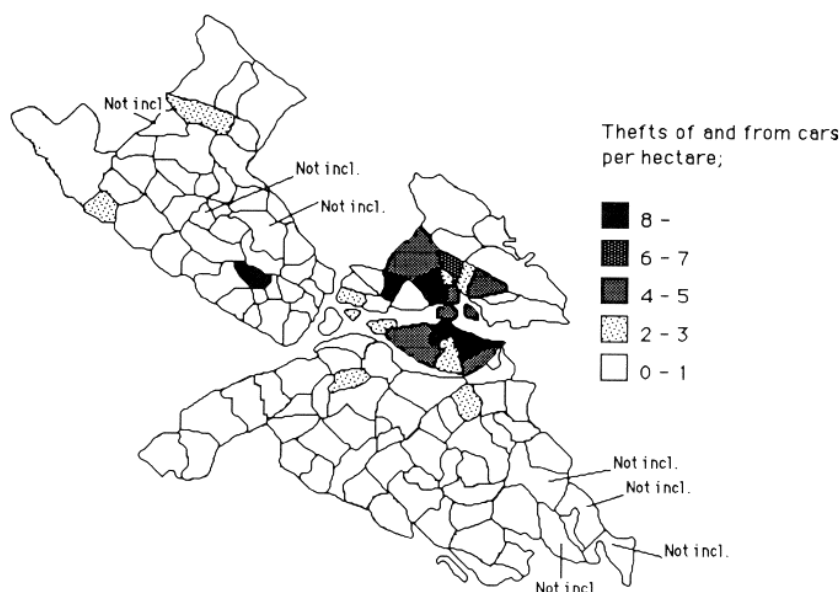 Not incl.
Thefts of and from cars
per hectare;
Not incl.
Not incl.
8 -
6 - 7
4 - 5
2 - 3
0 - 1
Not incl.
Not incl.
Not incl.
Not incl